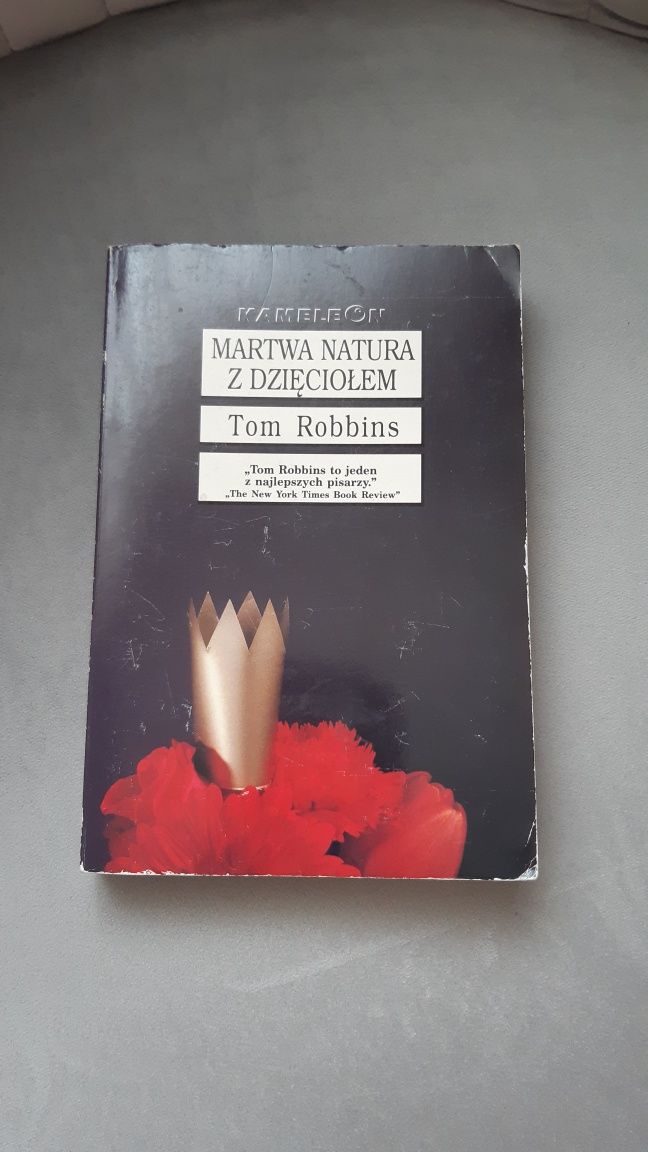 KAMELEON
MARTWA NATURA
Z DZIĘCIOŁEM
Tom Robbins
„Tom Robbins to jeden
z najlepszych pisarzy.”
„The New York Times Book Review”